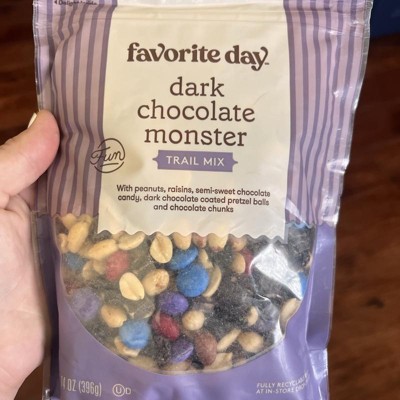 favorite day
dark
chocolate
monster
TRAIL MIX
Fun
With peanuts, raisins, semi-sweet chocolate
candy, dark chocolate coated pretzel balls
and chocolate chunks
14 OZ (396g)
U D
FULLY RECYCLABLE
AT IN-STORE